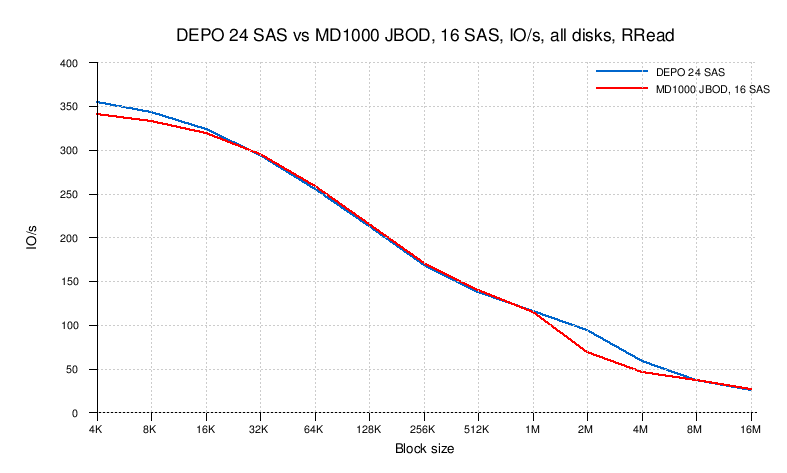 DEPO 24 SAS vs MD1000 JBOD, 16 SAS, IO/s, all disks, RRead
DEPO 24 SAS
MD1000 JBOD, 16 SAS
400
350
300
250
200
150
100
50
0
IO/s
4K 8K 16K 32K 64K 128K 256K 512K 1M 2M 4M 8M 16M
Block size